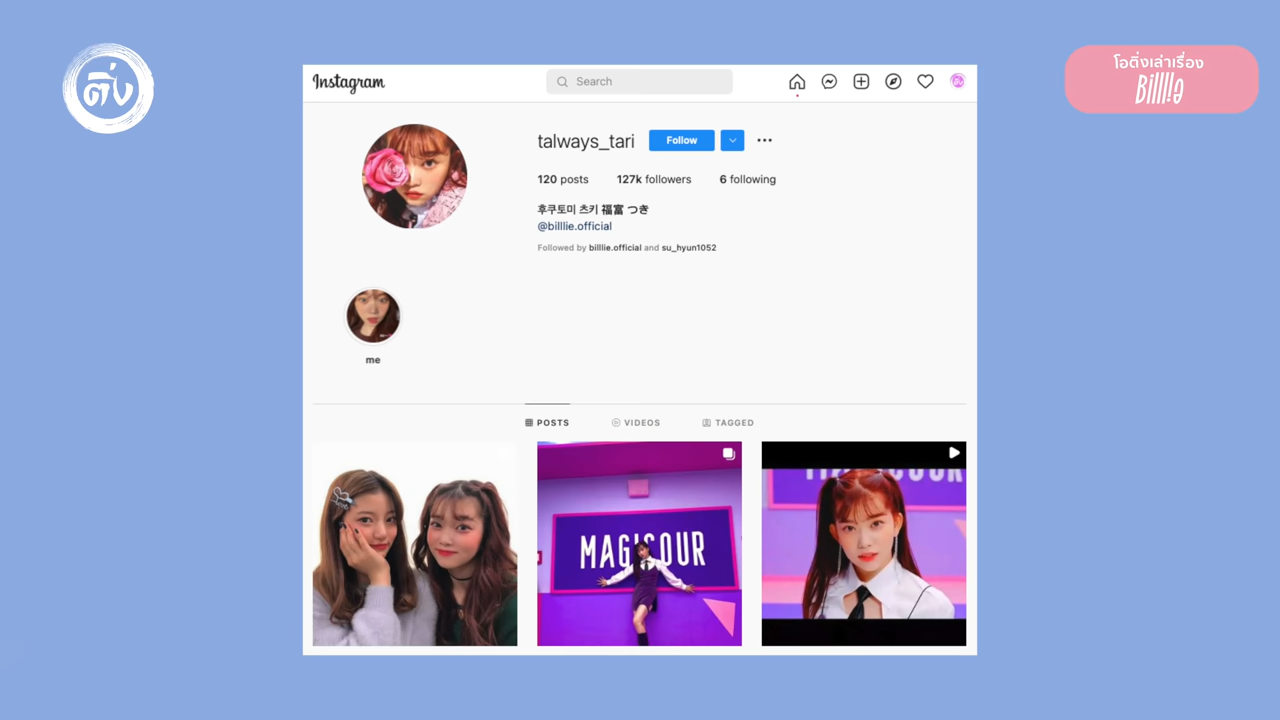 ติ่ง
โอติ่งเล่าเรื่อง
Billlie
Instagram
Search
talways_tari
Follow
120 posts 127k followers 6 following
후쿠토미 츠키 福富 つき
@billlie.official
Followed by billlie.official and su_hyun1052
me
POSTS VIDEOS TAGGED
MAGISOUR